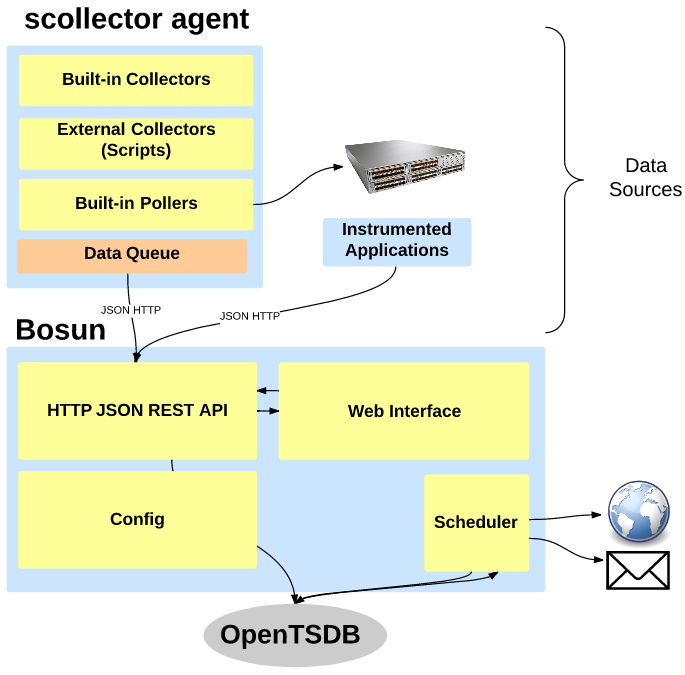 scollector agent
Built-in Collectors
External Collectors
(Scripts)
Built-in Pollers
Data Queue
Instrumented
Applications
Data
Sources
JSON HTTP
JSON HTTP
Bosun
HTTP JSON REST API
Web Interface
Config
Scheduler
OpenTSDB